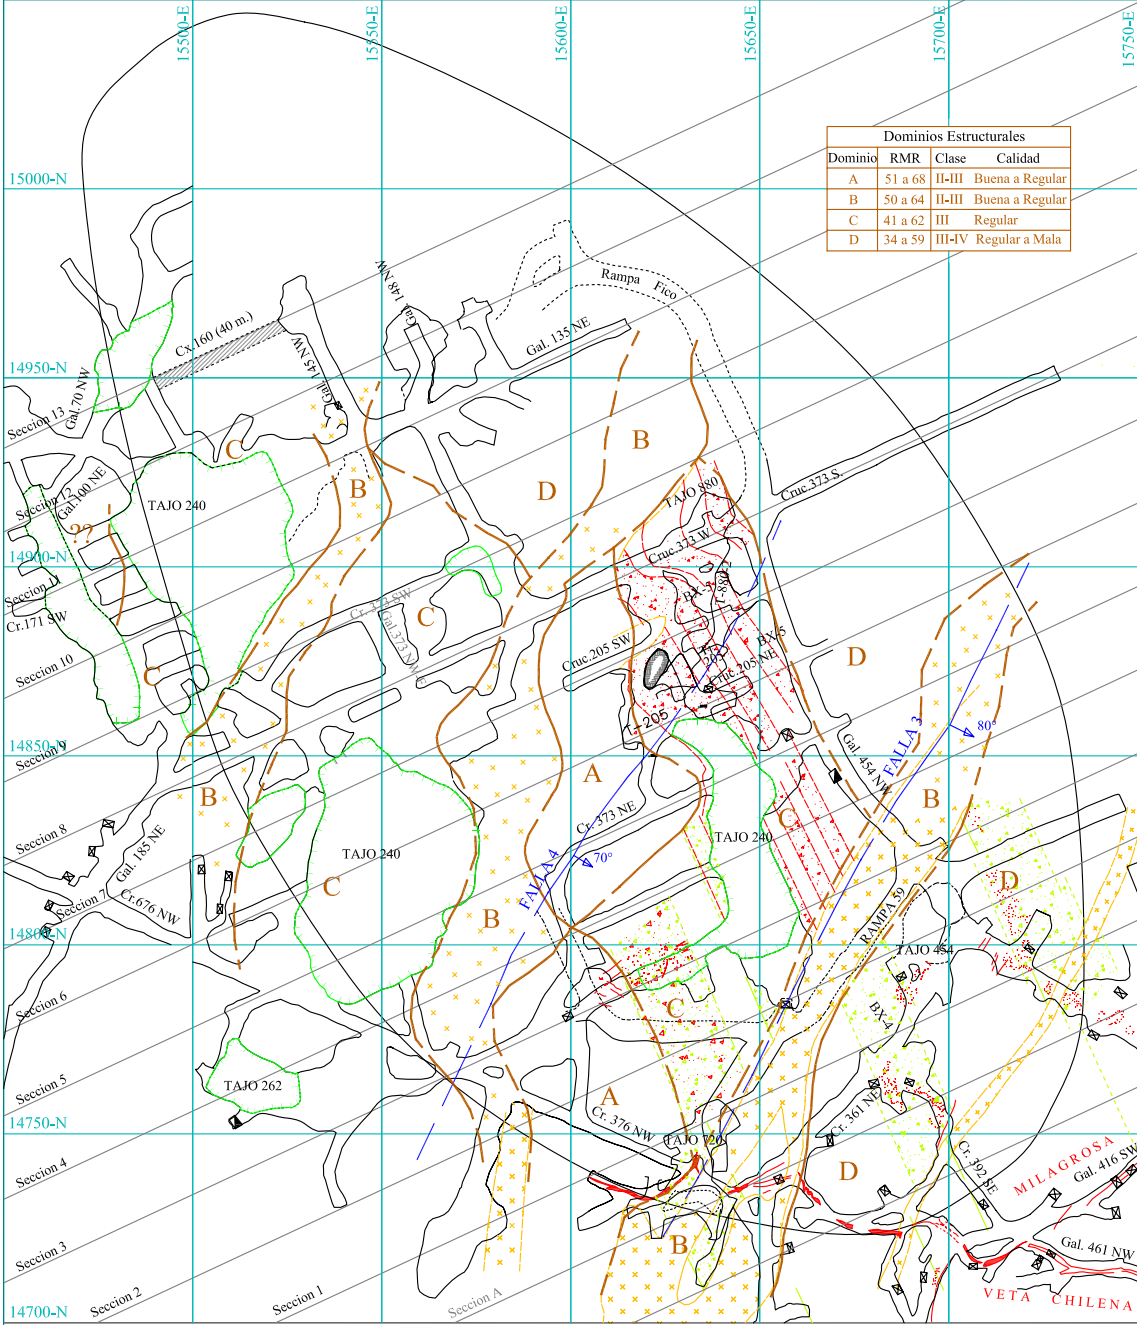 15500-E
15550-E
15600-E
15650-E
15700-E
15750-E
Dominios Estructurales
Dominio RMR Clase Calidad
A 51 a 68 II-III Buena a Regular
B 50 a 64 II-III Buena a Regular
C 41 a 62 III Regular
D 34 a 59 III-IV Regular a Mala
15000-N
Rampa Fico
Gal. 148 NW
Cx.160 (40 m.)
Gal. 135 NE
Gal. 145 NW
14950-N
Gal. 70 NW
Seccion 13
C
B
D
B
Cruc.373 S.
TAJO 880
Seccion 12
Gal.100 NE
TAJO 240
??
Cruc.373 W
14900-N
Seccion 11
BX-5
Cr.171 SW
Cr. 373 SW
C
Gal.373 NW
BX-5
Cruc.205 SW
Cruc.205 NE
D
Seccion 10
C
205
FALLA 3
80°
Gal. 454 NW
14850-N
Seccion 9
A
B
B
Cr. 373 NE
C
Seccion 8
TAJO 240
Gal. 185 NE
TAJO 240
FALLA 4
70°
C
D
Seccion 7
Cr.676 NW
B
RAMPA 59
14800-N
TAJO 454
Seccion 6
C
BX-4
Seccion 5
TAJO 262
A
Cr. 361 NE
Cr. 376 NW
14750-N
TAJO 720
MILAGROSA
Cr. 392 SE
Gal. 416 SW
Seccion 4
D
B
Gal. 461 NW
Seccion 3
Seccion 2
Seccion 1
Seccion A
VETA CHILENA
14700-N